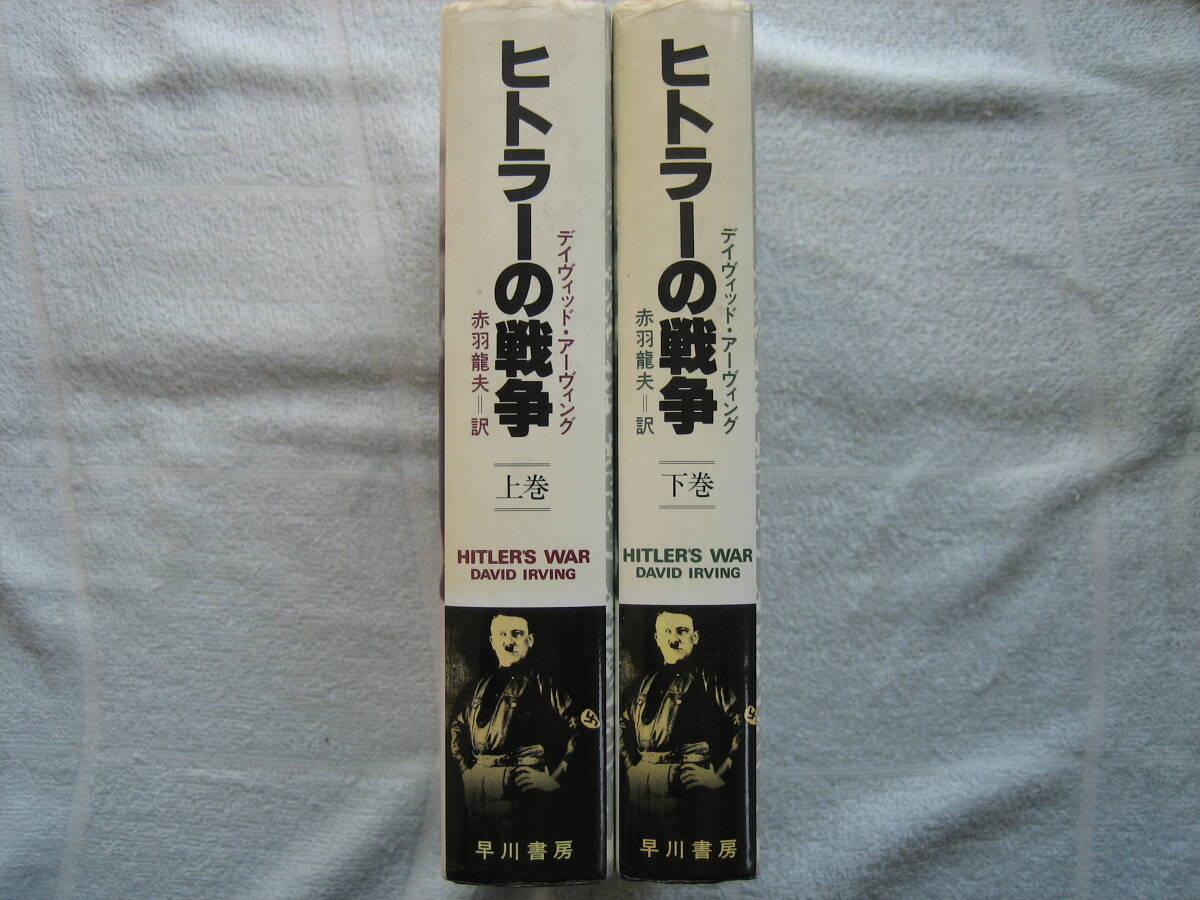 ヒトラーの戦争
デイヴィッド・アーヴィング
赤羽龍夫＝訳
上巻
HITLER'S WAR
DAVID IRVING
早川書房
ヒトラーの戦争
デイヴィッド・アーヴィング
赤羽龍夫＝訳
下巻
HITLER'S WAR
DAVID IRVING
早川書房